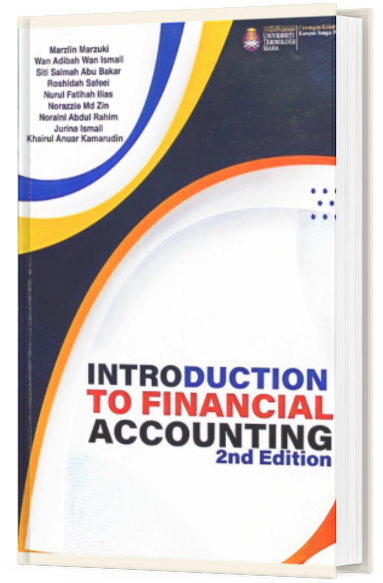 Marzlin Marzuki
Wan Adibah Wan Ismail
Siti Salmah Abu Bakar
Roshidah Safeei
Nurul Fatihah Ilias
Norazzie Md Zin
Noraini Abdul Rahim
Jurina Ismail
Khairul Anuar Kamarudin
UNIVERSITI
TEKNOLOGI
MARA
INTRODUCTION
TO FINANCIAL
ACCOUNTING
2nd Edition